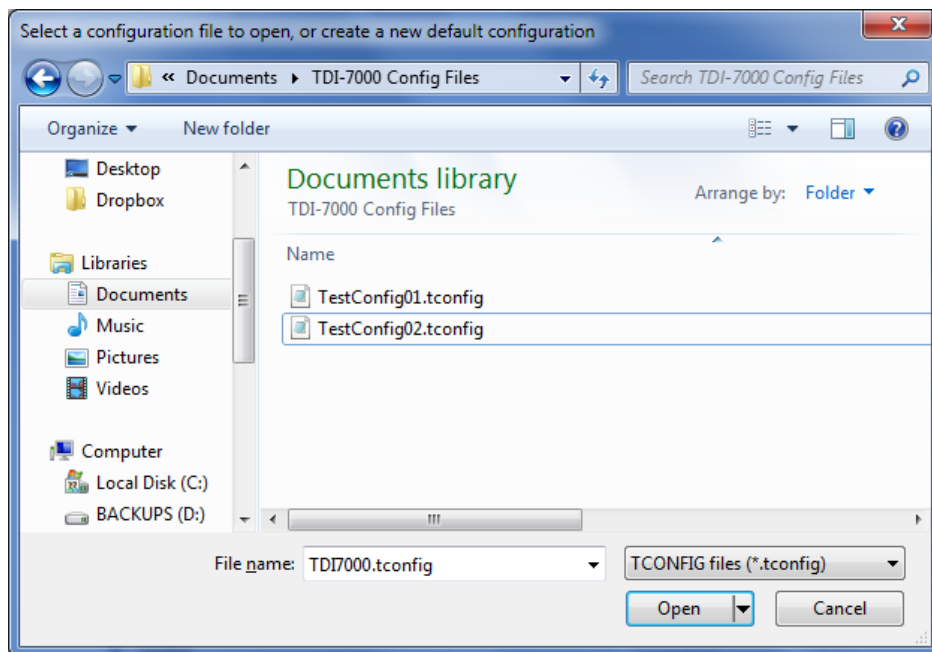 Select a configuration file to open, or create a new default configuration
« Documents ▸ TDI-7000 Config Files
Search TDI-7000 Config Files
Organize New folder
Desktop
Dropbox
Libraries
Documents
Music
Pictures
Videos
Computer
Local Disk (C:)
BACKUPS (D:)
Documents library
TDI-7000 Config Files
Arrange by: Folder
Name
TestConfig01.tconfig
TestConfig02.tconfig
File name: TDI7000.tconfig
TCONFIG files (*.tconfig)
Open Cancel